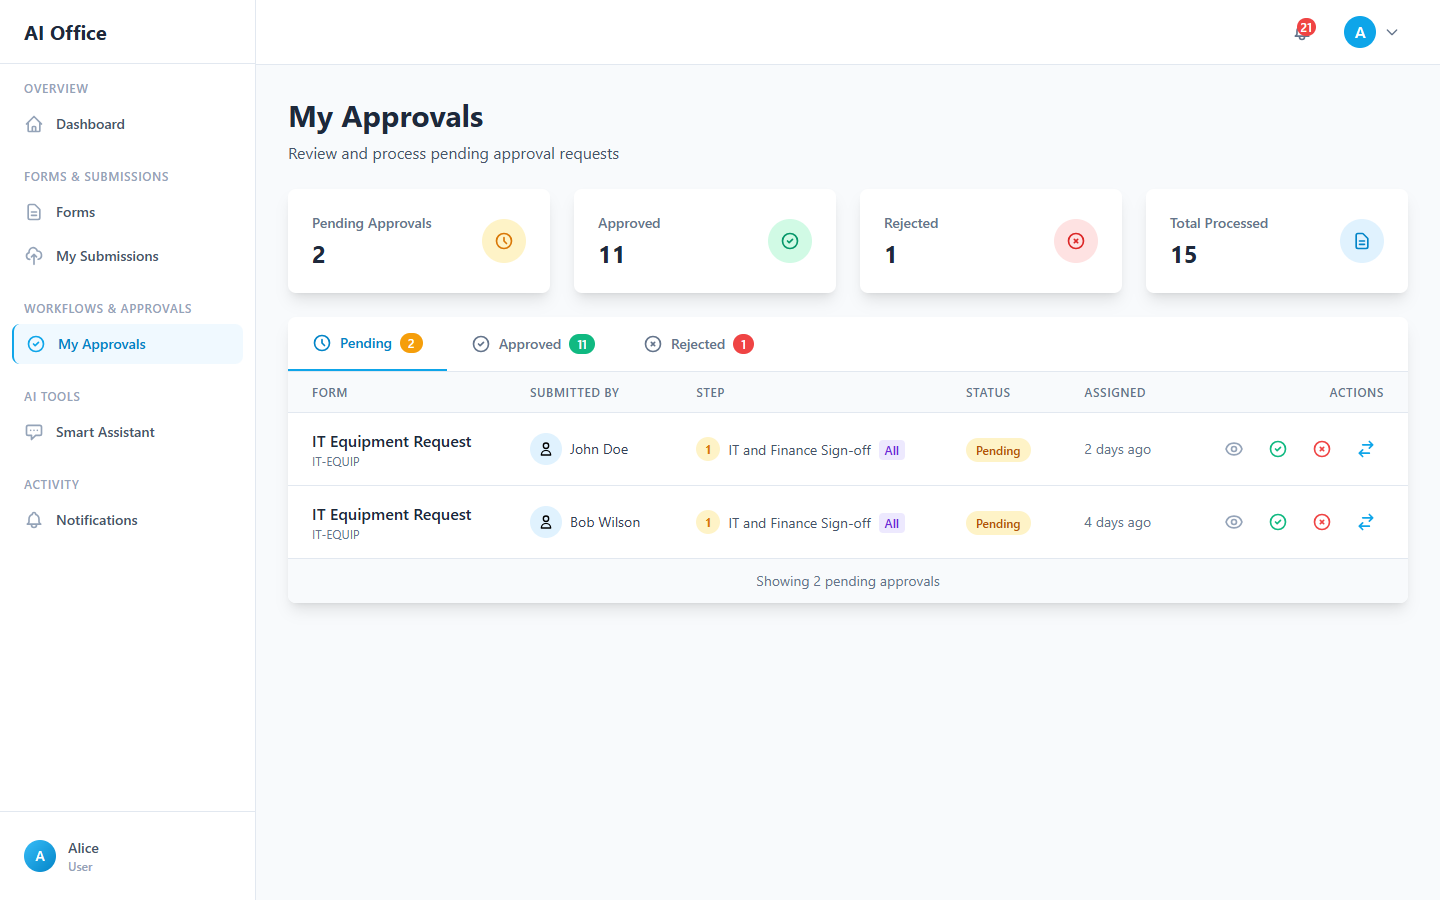 AI Office
21
A
OVERVIEW
Dashboard
FORMS & SUBMISSIONS
Forms
My Submissions
WORKFLOWS & APPROVALS
My Approvals
AI TOOLS
Smart Assistant
ACTIVITY
Notifications
A
Alice
User
My Approvals
Review and process pending approval requests
Pending Approvals
2
Approved
11
Rejected
1
Total Processed
15
Pending 2
Approved 11
Rejected 1
FORM SUBMITTED BY STEP STATUS ASSIGNED ACTIONS
IT Equipment Request
IT-EQUIP
John Doe
1 IT and Finance Sign-off All
Pending
2 days ago
IT Equipment Request
IT-EQUIP
Bob Wilson
1 IT and Finance Sign-off All
Pending
4 days ago
Showing 2 pending approvals